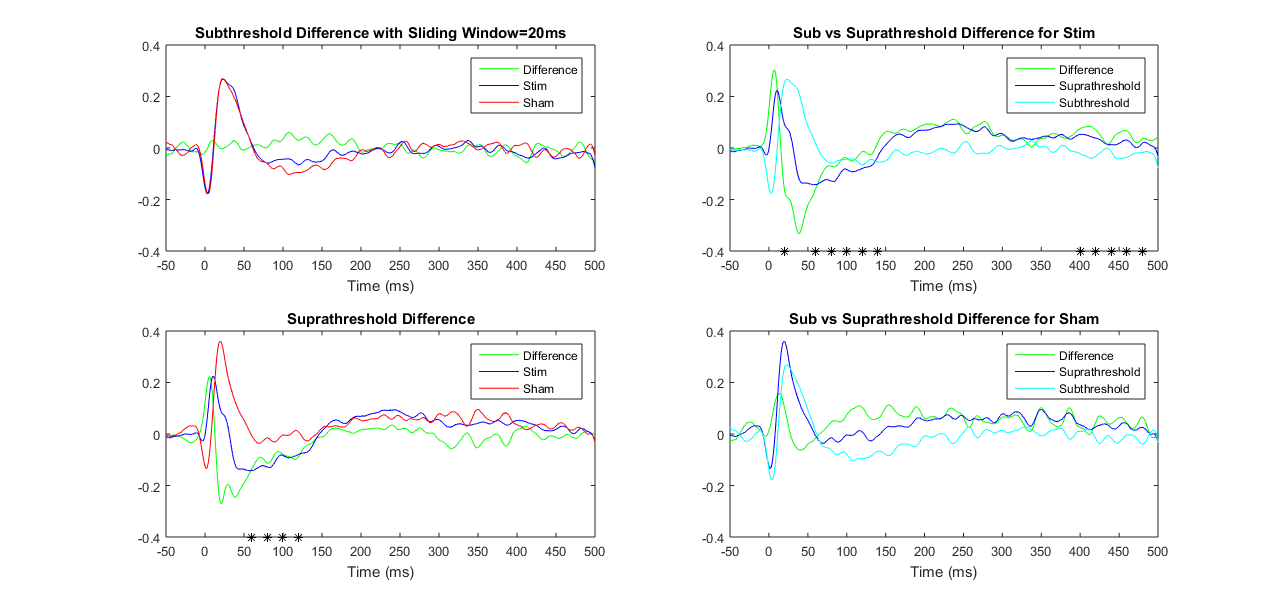 Subthreshold Difference with Sliding Window=20ms
0.4
0.2
0
-0.2
-0.4
-50 0 50 100 150 200 250 300 350 400 450 500
Time (ms)
Difference
Stim
Sham
Sub vs Suprathreshold Difference for Stim
0.4
0.2
0
-0.2
-0.4
-50 0 50 100 150 200 250 300 350 400 450 500
Time (ms)
Difference
Suprathreshold
Subthreshold
Suprathreshold Difference
0.4
0.2
0
-0.2
-0.4
-50 0 50 100 150 200 250 300 350 400 450 500
Time (ms)
Difference
Stim
Sham
Sub vs Suprathreshold Difference for Sham
0.4
0.2
0
-0.2
-0.4
-50 0 50 100 150 200 250 300 350 400 450 500
Time (ms)
Difference
Suprathreshold
Subthreshold